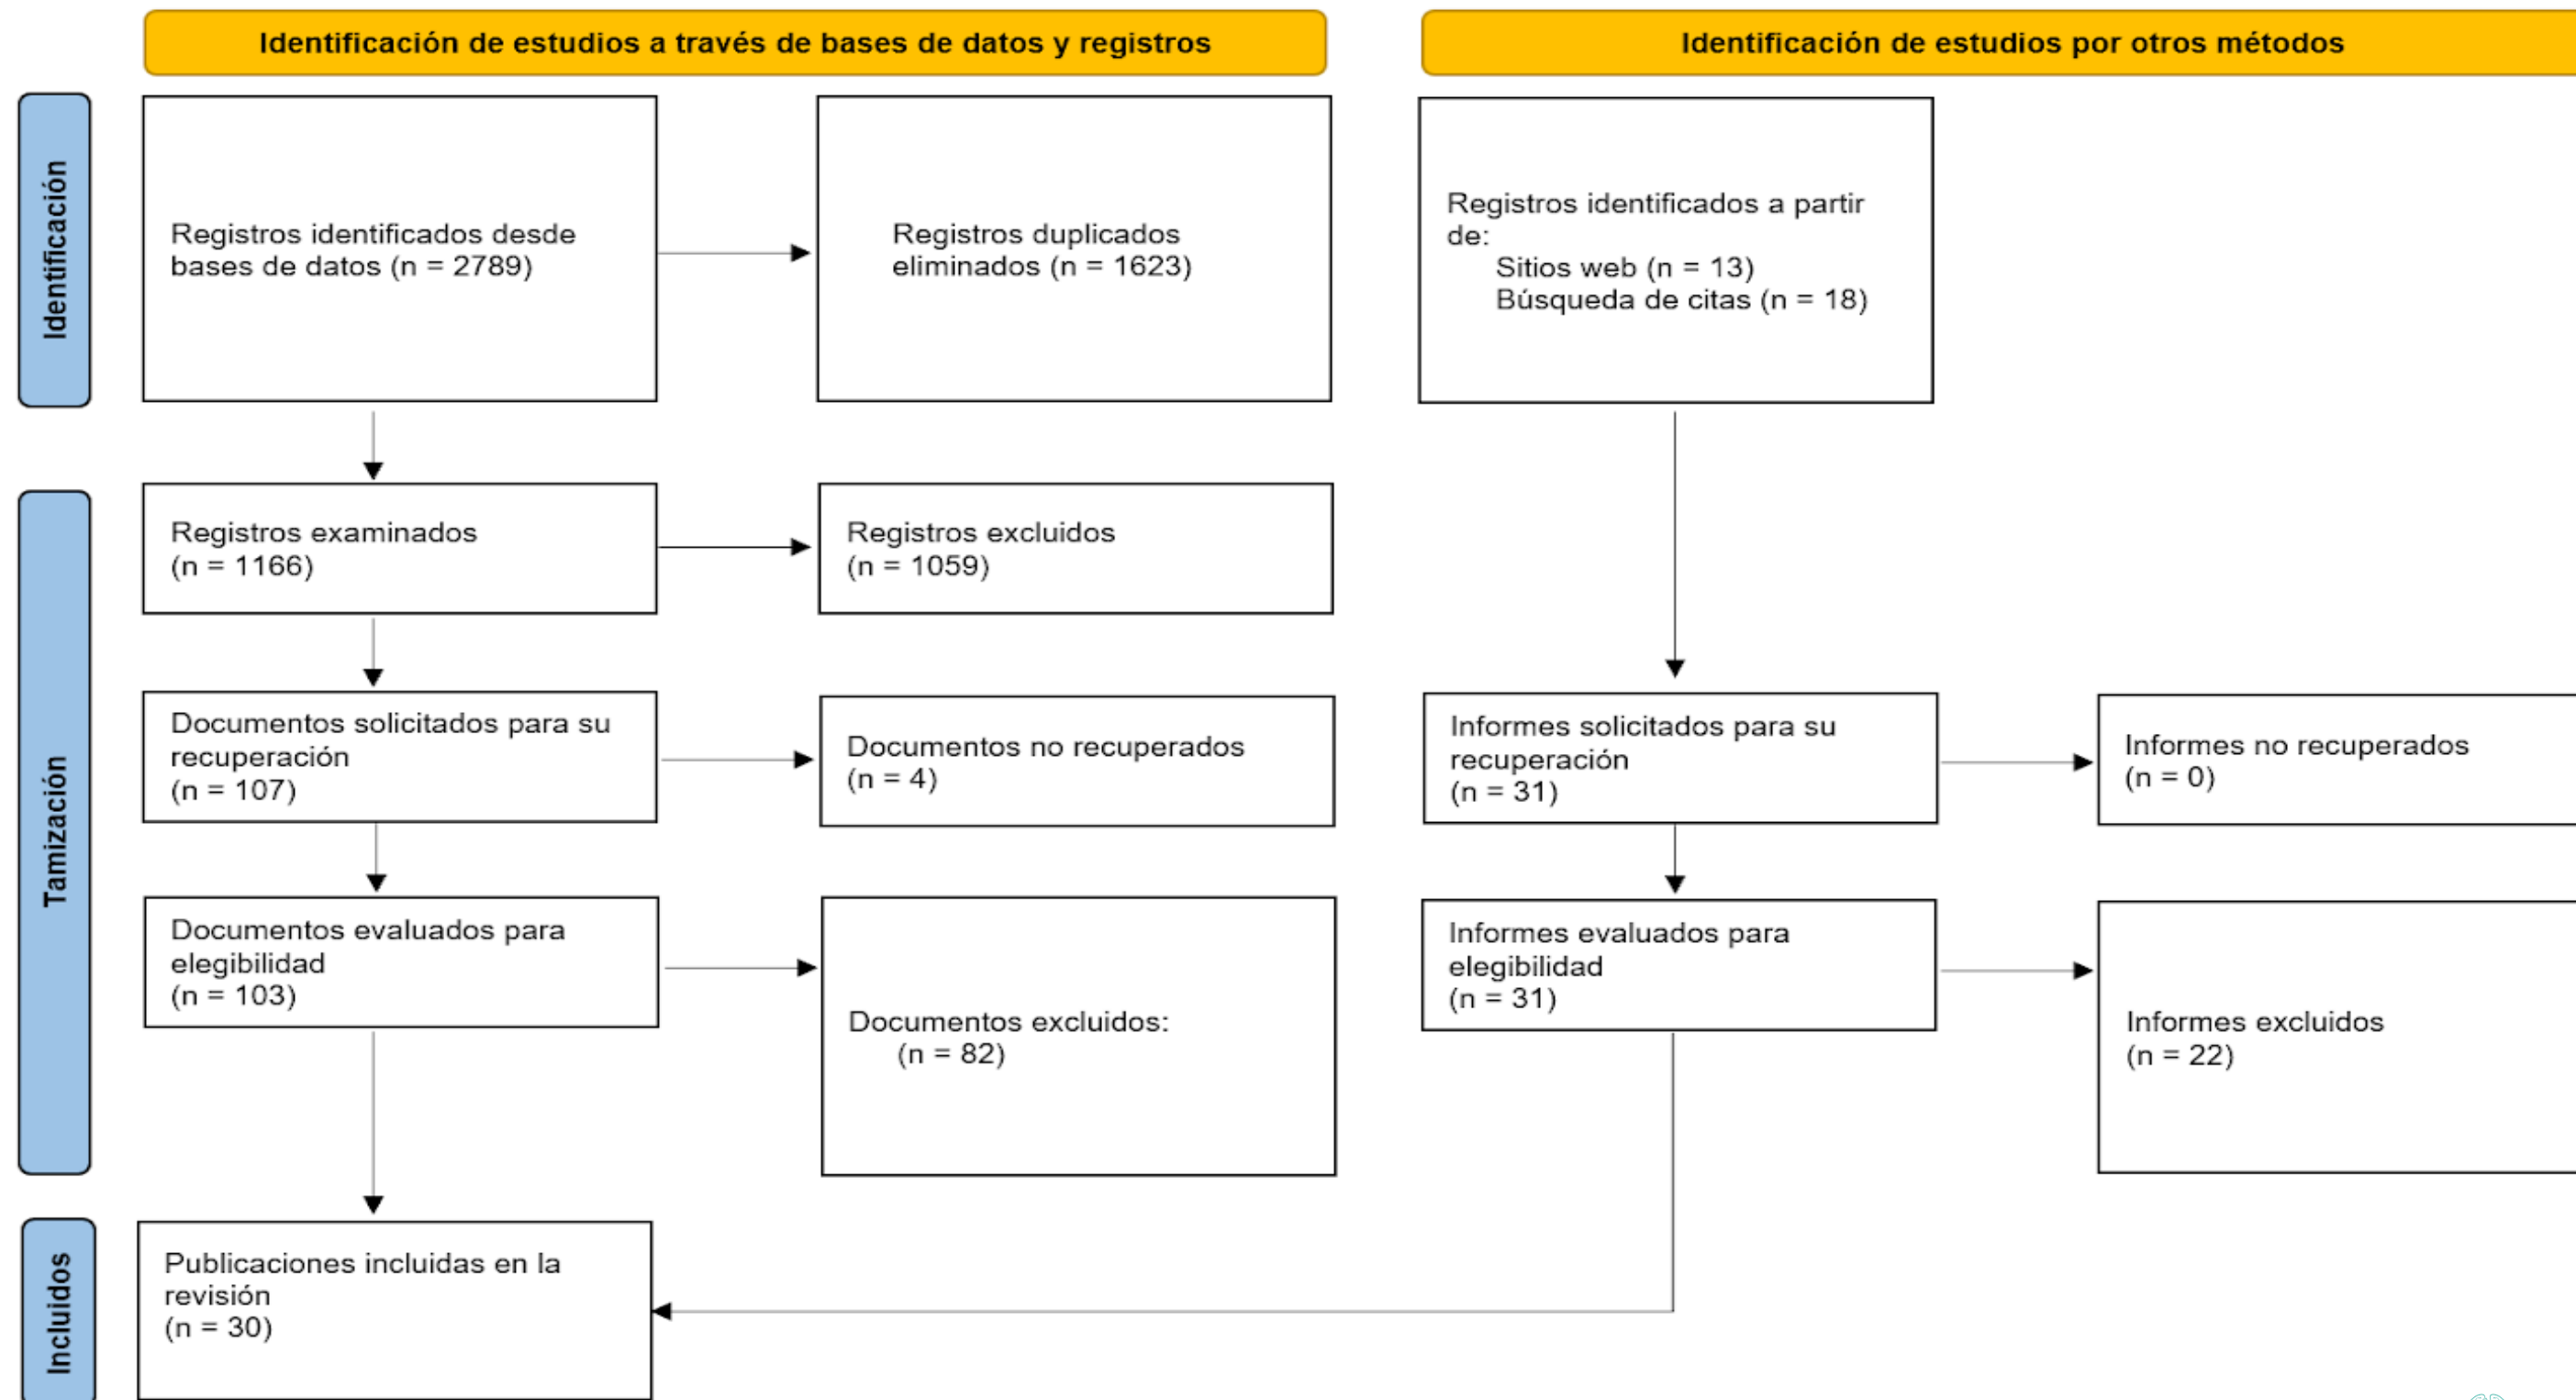 Identificación de estudios a través de bases de datos y registros
Identificación de estudios por otros métodos
Identificación
Registros identificados desde
bases de datos (n = 2789)
Registros duplicados
eliminados (n = 1623)
Registros identificados a partir
de:
Sitios web (n = 13)
Búsqueda de citas (n = 18)
Tamización
Registros examinados
(n = 1166)
Registros excluidos
(n = 1059)
Documentos solicitados para su
recuperación
(n = 107)
Documentos no recuperados
(n = 4)
Informes solicitados para su
recuperación
(n = 31)
Informes no recuperados
(n = 0)
Documentos evaluados para
elegibilidad
(n = 103)
Documentos excluidos:
(n = 82)
Informes evaluados para
elegibilidad
(n = 31)
Informes excluidos
(n = 22)
Incluidos
Publicaciones incluidas en la
revisión
(n = 30)